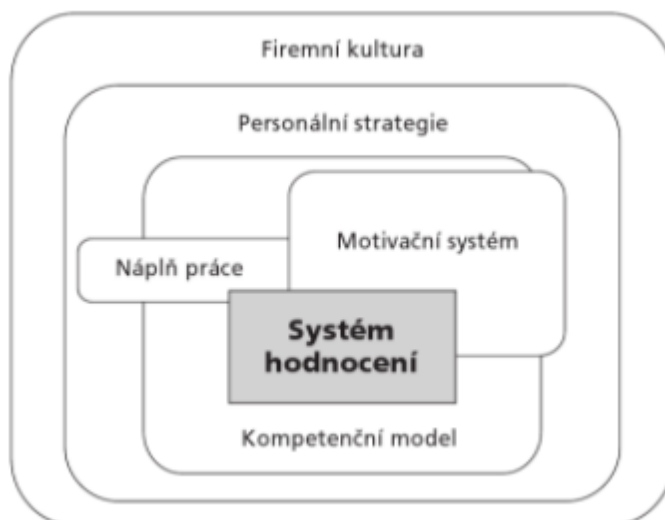 Firemní kultura
Personální strategie
Motivační systém
Náplň práce
Systém
hodnocení
Kompetenční model